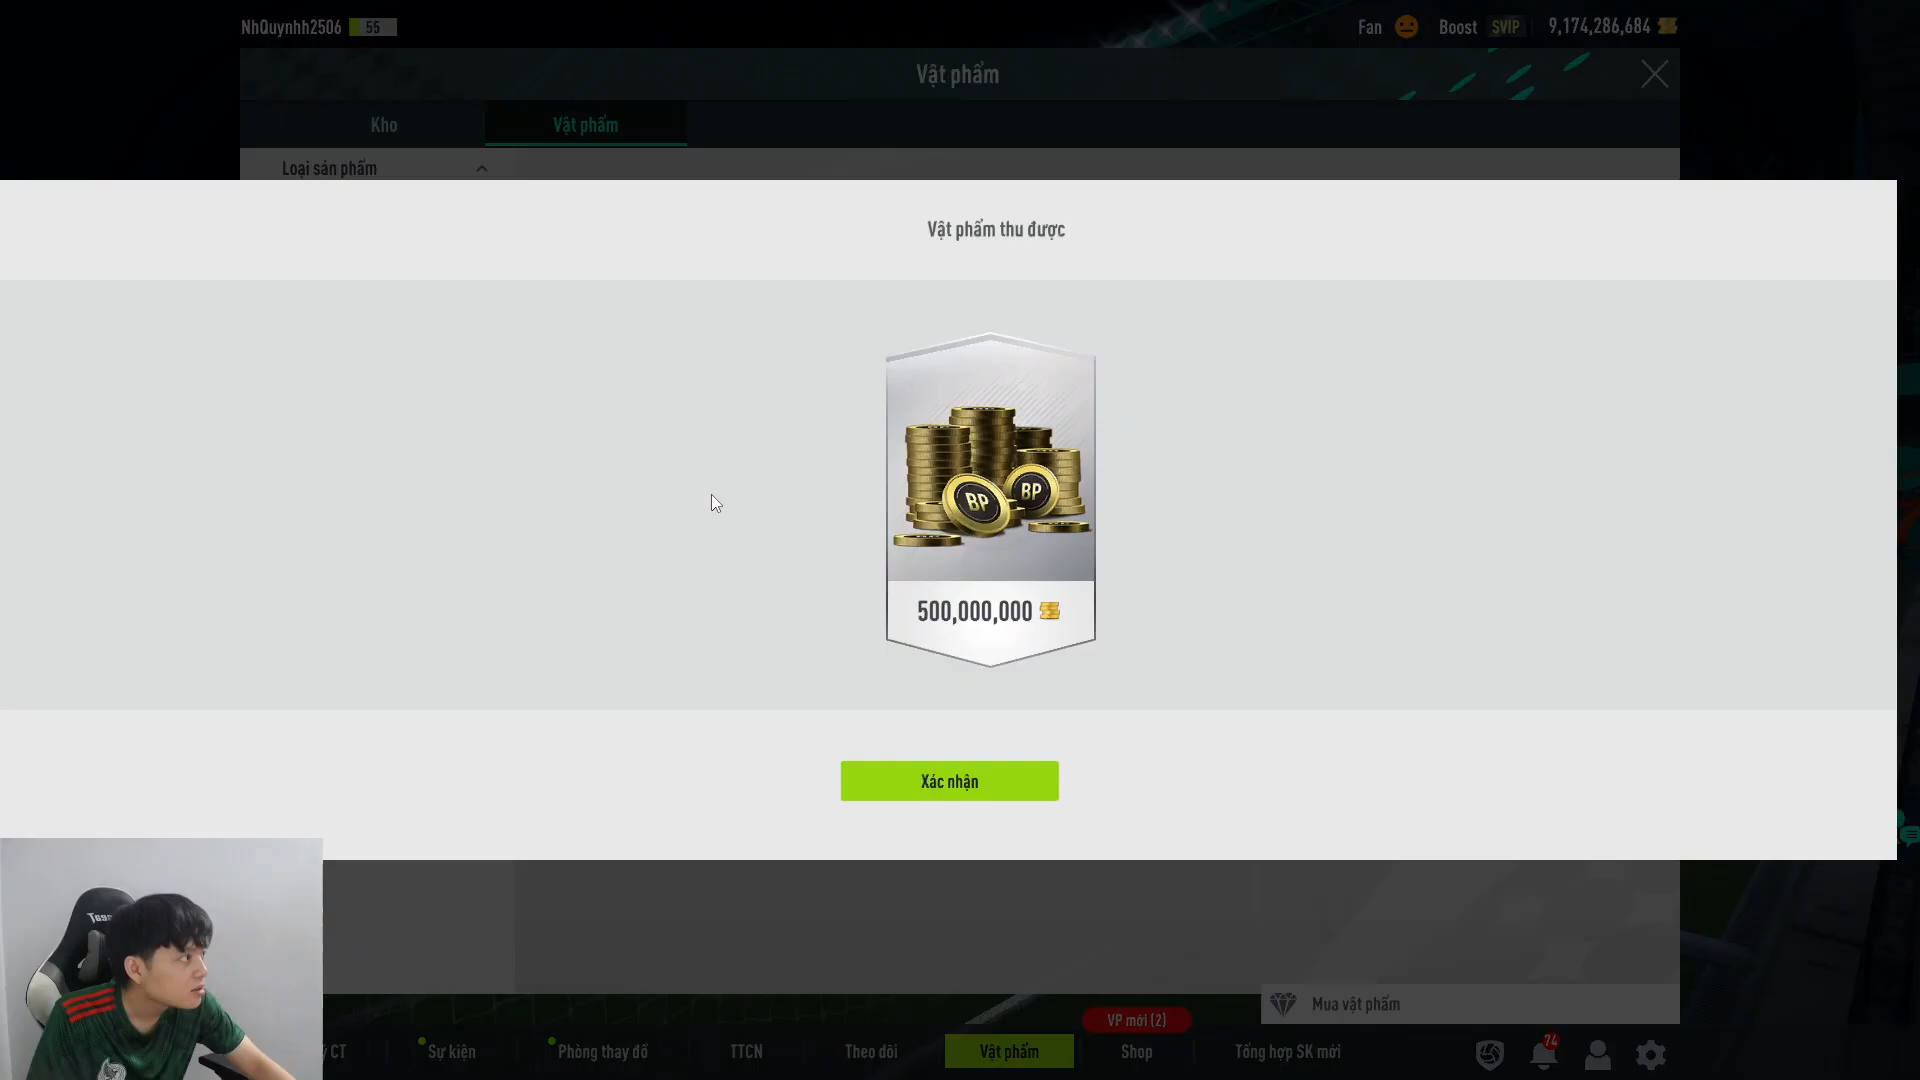 NhQuynhh2506 55
Fan Boost SVIP 9,174,286,684
Vật phẩm
Kho Vật phẩm
Loại sản phẩm
Vật phẩm thu được
BP BP
500,000,000
Xác nhận
Mua vật phẩm
VP mới (2)
CT Sự kiện Phòng thay đồ TTCN Theo dõi Vật phẩm Shop Tổng hợp SK mới 74